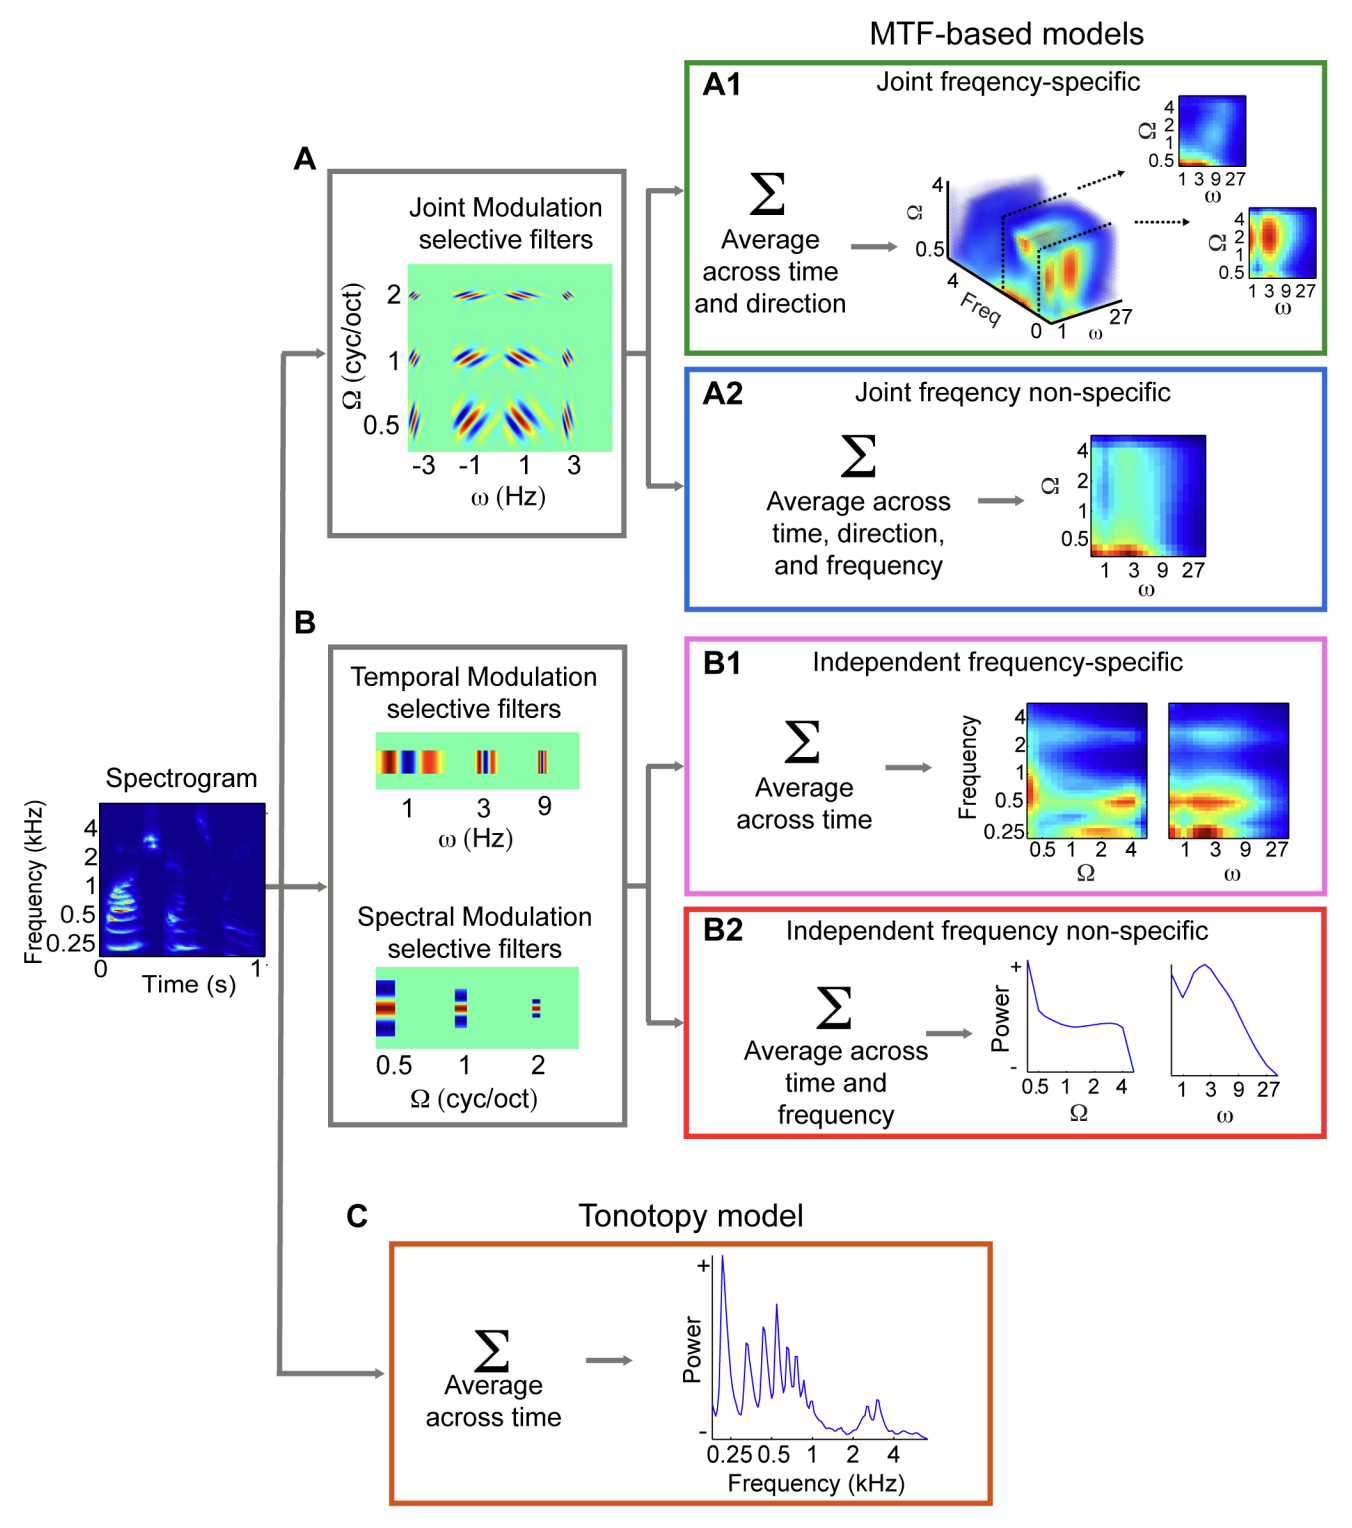 MTF-based models
A1
Joint freqency-specific
Σ
Average
across time
and direction
4
Ω
0.5
4
Freq
0
1
ω
27
4
2
1
0.5
Ω
1 3 9 27
ω
4
2
1
0.5
Ω
1 3 9 27
ω
A
Joint Modulation
selective filters
Ω (cyc/oct)
2
1
0.5
-3 -1 1 3
ω (Hz)
A2
Joint freqency non-specific
Σ
Average across
time, direction,
and frequency
Ω
4
2
1
0.5
1 3 9 27
ω
B
Temporal Modulation
selective filters
1 3 9
ω (Hz)
Spectral Modulation
selective filters
0.5 1 2
Ω (cyc/oct)
B1
Independent frequency-specific
Σ
Average
across time
Frequency
4
2
1
0.5
0.25
0.5 1 2 4
Ω
1 3 9 27
ω
Spectrogram
Frequency (kHz)
4
2
1
0.5
0.25
0 1
Time (s)
B2
Independent frequency non-specific
Σ
Average across
time and
frequency
+
Power
-
0.5 1 2 4
Ω
1 3 9 27
ω
C
Tonotopy model
Σ
Average
across time
+
Power
-
0.25 0.5 1 2 4
Frequency (kHz)